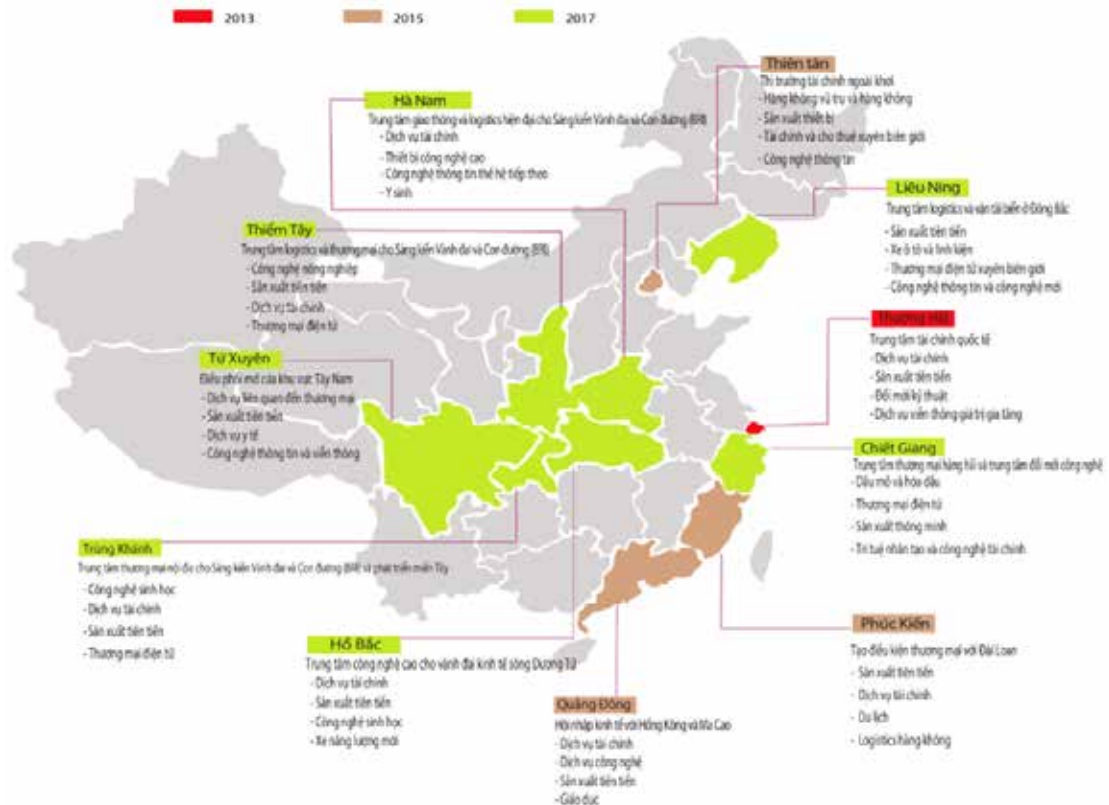 2013
2015
2017
Thiên tân
Thị trường tài chính ngoài khơi
- Hàng không vũ trụ và hàng không
- Sản xuất thiết bị
- Tài chính và cho thuê xuyên biên giới
- Công nghệ thông tin
Hà Nam
Trung tâm giao thông và logistics hiện đại cho Sáng kiến Vành đai và Con đường (BRI)
- Dịch vụ tài chính
- Thiết bị công nghệ cao
- Công nghệ thông tin thế hệ tiếp theo
- Y sinh
Liêu Ning
Trung tâm logistics và vận tải biển ở Đông Bắc
- Sản xuất tiên tiến
- Xe ô tô và linh kiện
- Thương mại điện tử xuyên biên giới
- Công nghệ thông tin và công nghệ mới
Thiểm Tây
Trung tâm logistics và thương mại cho Sáng kiến Vành đai và Con đường (BRI)
- Công nghệ nông nghiệp
- Sản xuất tiên tiến
- Dịch vụ tài chính
- Thương mại điện tử
Thượng Hải
Trung tâm tài chính quốc tế
- Dịch vụ tài chính
- Sản xuất tiên tiến
- Đổi mới kỹ thuật
- Dịch vụ viễn thông giá trị gia tăng
Tứ Xuyên
Điều phối mở cửa khu vực Tây Nam
- Dịch vụ liên quan đến thương mại
- Sản xuất tiên tiến
- Dịch vụ y tế
- Công nghệ thông tin và viễn thông
Chiết Giang
Trung tâm thương mại hàng hải và trung tâm đổi mới công nghệ
- Dầu mỏ và hóa dầu
- Thương mại điện tử
- Sản xuất thông minh
- Trí tuệ nhân tạo và công nghệ tài chính
Trùng Khánh
Trung tâm thương mại nội địa cho Sáng kiến Vành đai và Con đường (BRI) và phát triển miền Tây
- Công nghệ sinh học
- Dịch vụ tài chính
- Sản xuất tiên tiến
- Thương mại điện tử
Hồ Bắc
Trung tâm công nghệ cao cho vành đai kinh tế sông Dương Tử
- Dịch vụ tài chính
- Sản xuất tiên tiến
- Công nghệ sinh học
- Xe năng lượng mới
Quảng Đông
Hội nhập kinh tế với Hồng Kông và Ma Cao
- Dịch vụ tài chính
- Dịch vụ công nghệ
- Sản xuất tiên tiến
- Giáo dục
Phúc Kiến
Tạo điều kiện thương mại với Đài Loan
- Sản xuất tiên tiến
- Dịch vụ tài chính
- Du lịch
- Logistics hàng không